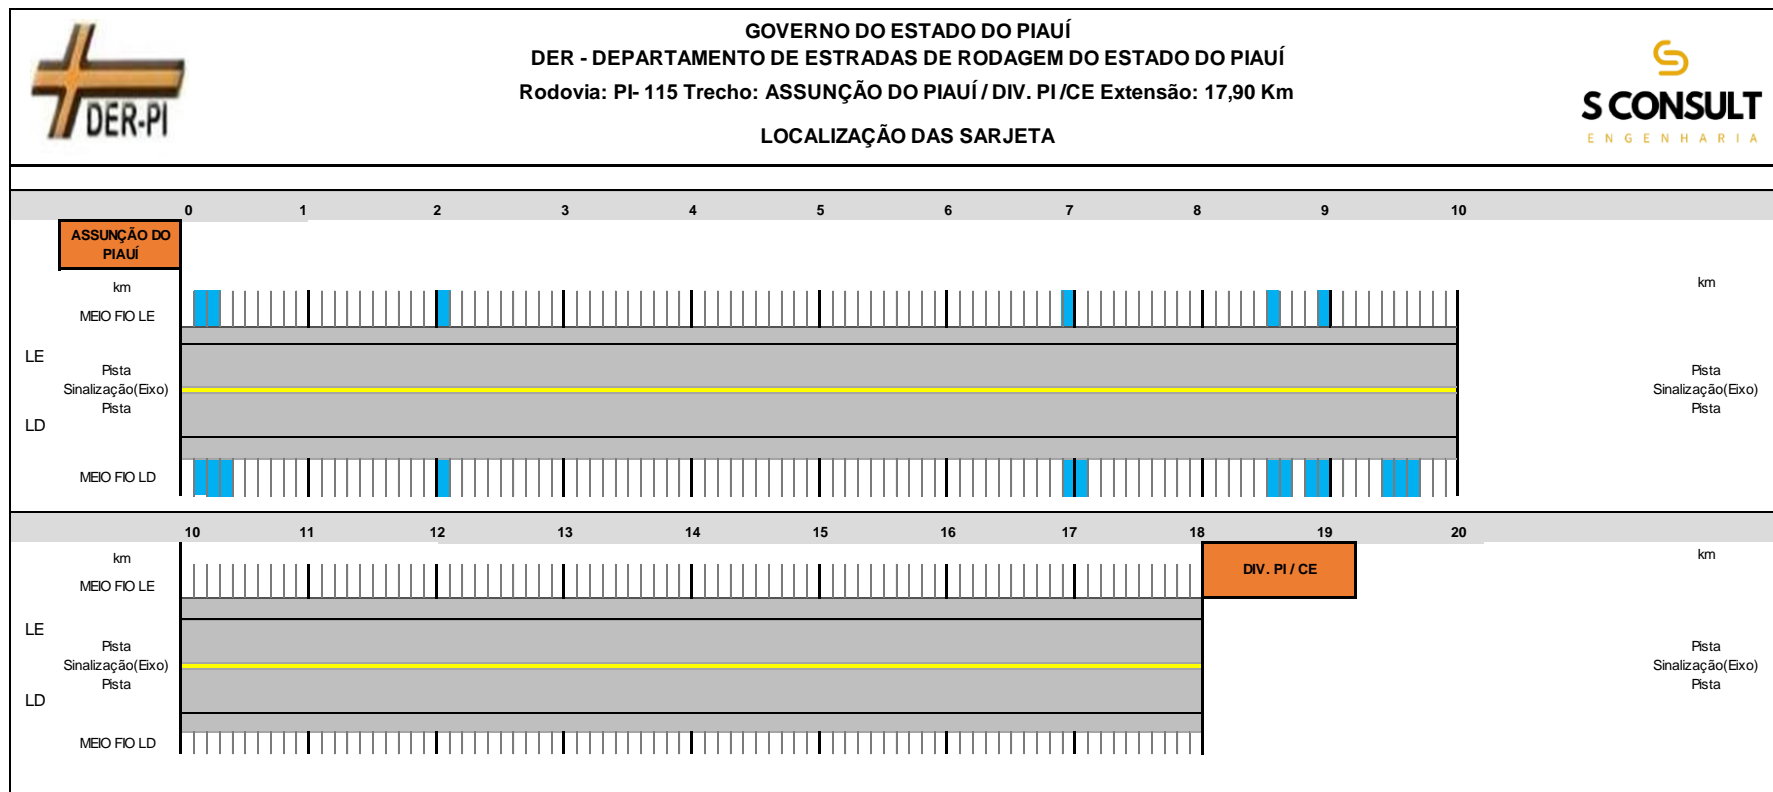 GOVERNO DO ESTADO DO PIAUÍ
DER - DEPARTAMENTO DE ESTRADAS DE RODAGEM DO ESTADO DO PIAUÍ
Rodovia: PI- 115 Trecho: ASSUNÇÃO DO PIAUÍ / DIV. PI /CE Extensão: 17,90 Km
LOCALIZAÇÃO DAS SARJETA
DER-PI
S CONSULT
ENGENHARIA
0 1 2 3 4 5 6 7 8 9 10
ASSUNÇÃO DO
PIAUÍ
km km
MEIO FIO LE
LE
Pista Pista
Sinalização(Eixo) Sinalização(Eixo)
Pista Pista
LD
MEIO FIO LD
10 11 12 13 14 15 16 17 18 19 20
km DIV. PI / CE km
MEIO FIO LE
LE
Pista Pista
Sinalização(Eixo) Sinalização(Eixo)
Pista Pista
LD
MEIO FIO LD